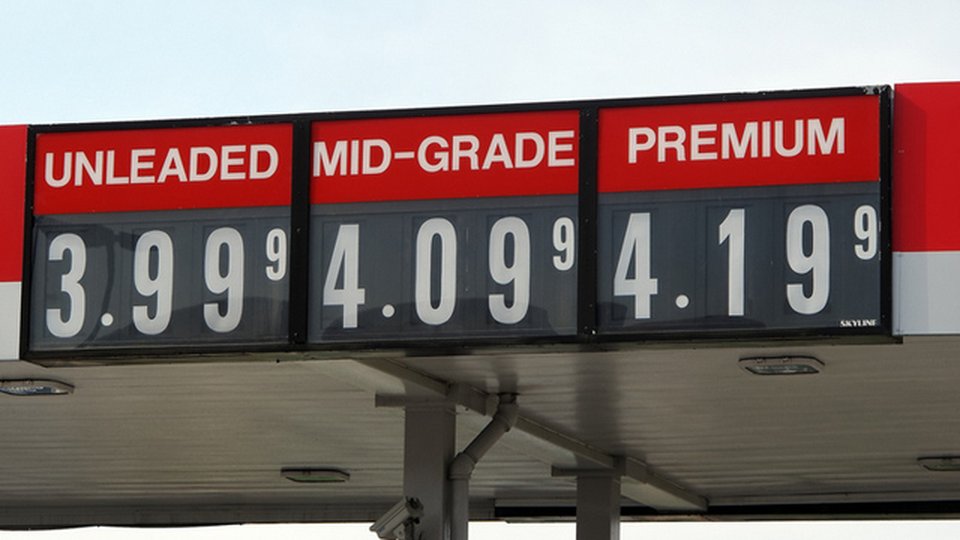 UNLEADED MID-GRADE PREMIUM
3.99 9 4.09 9 4.19 9
SKYLINE